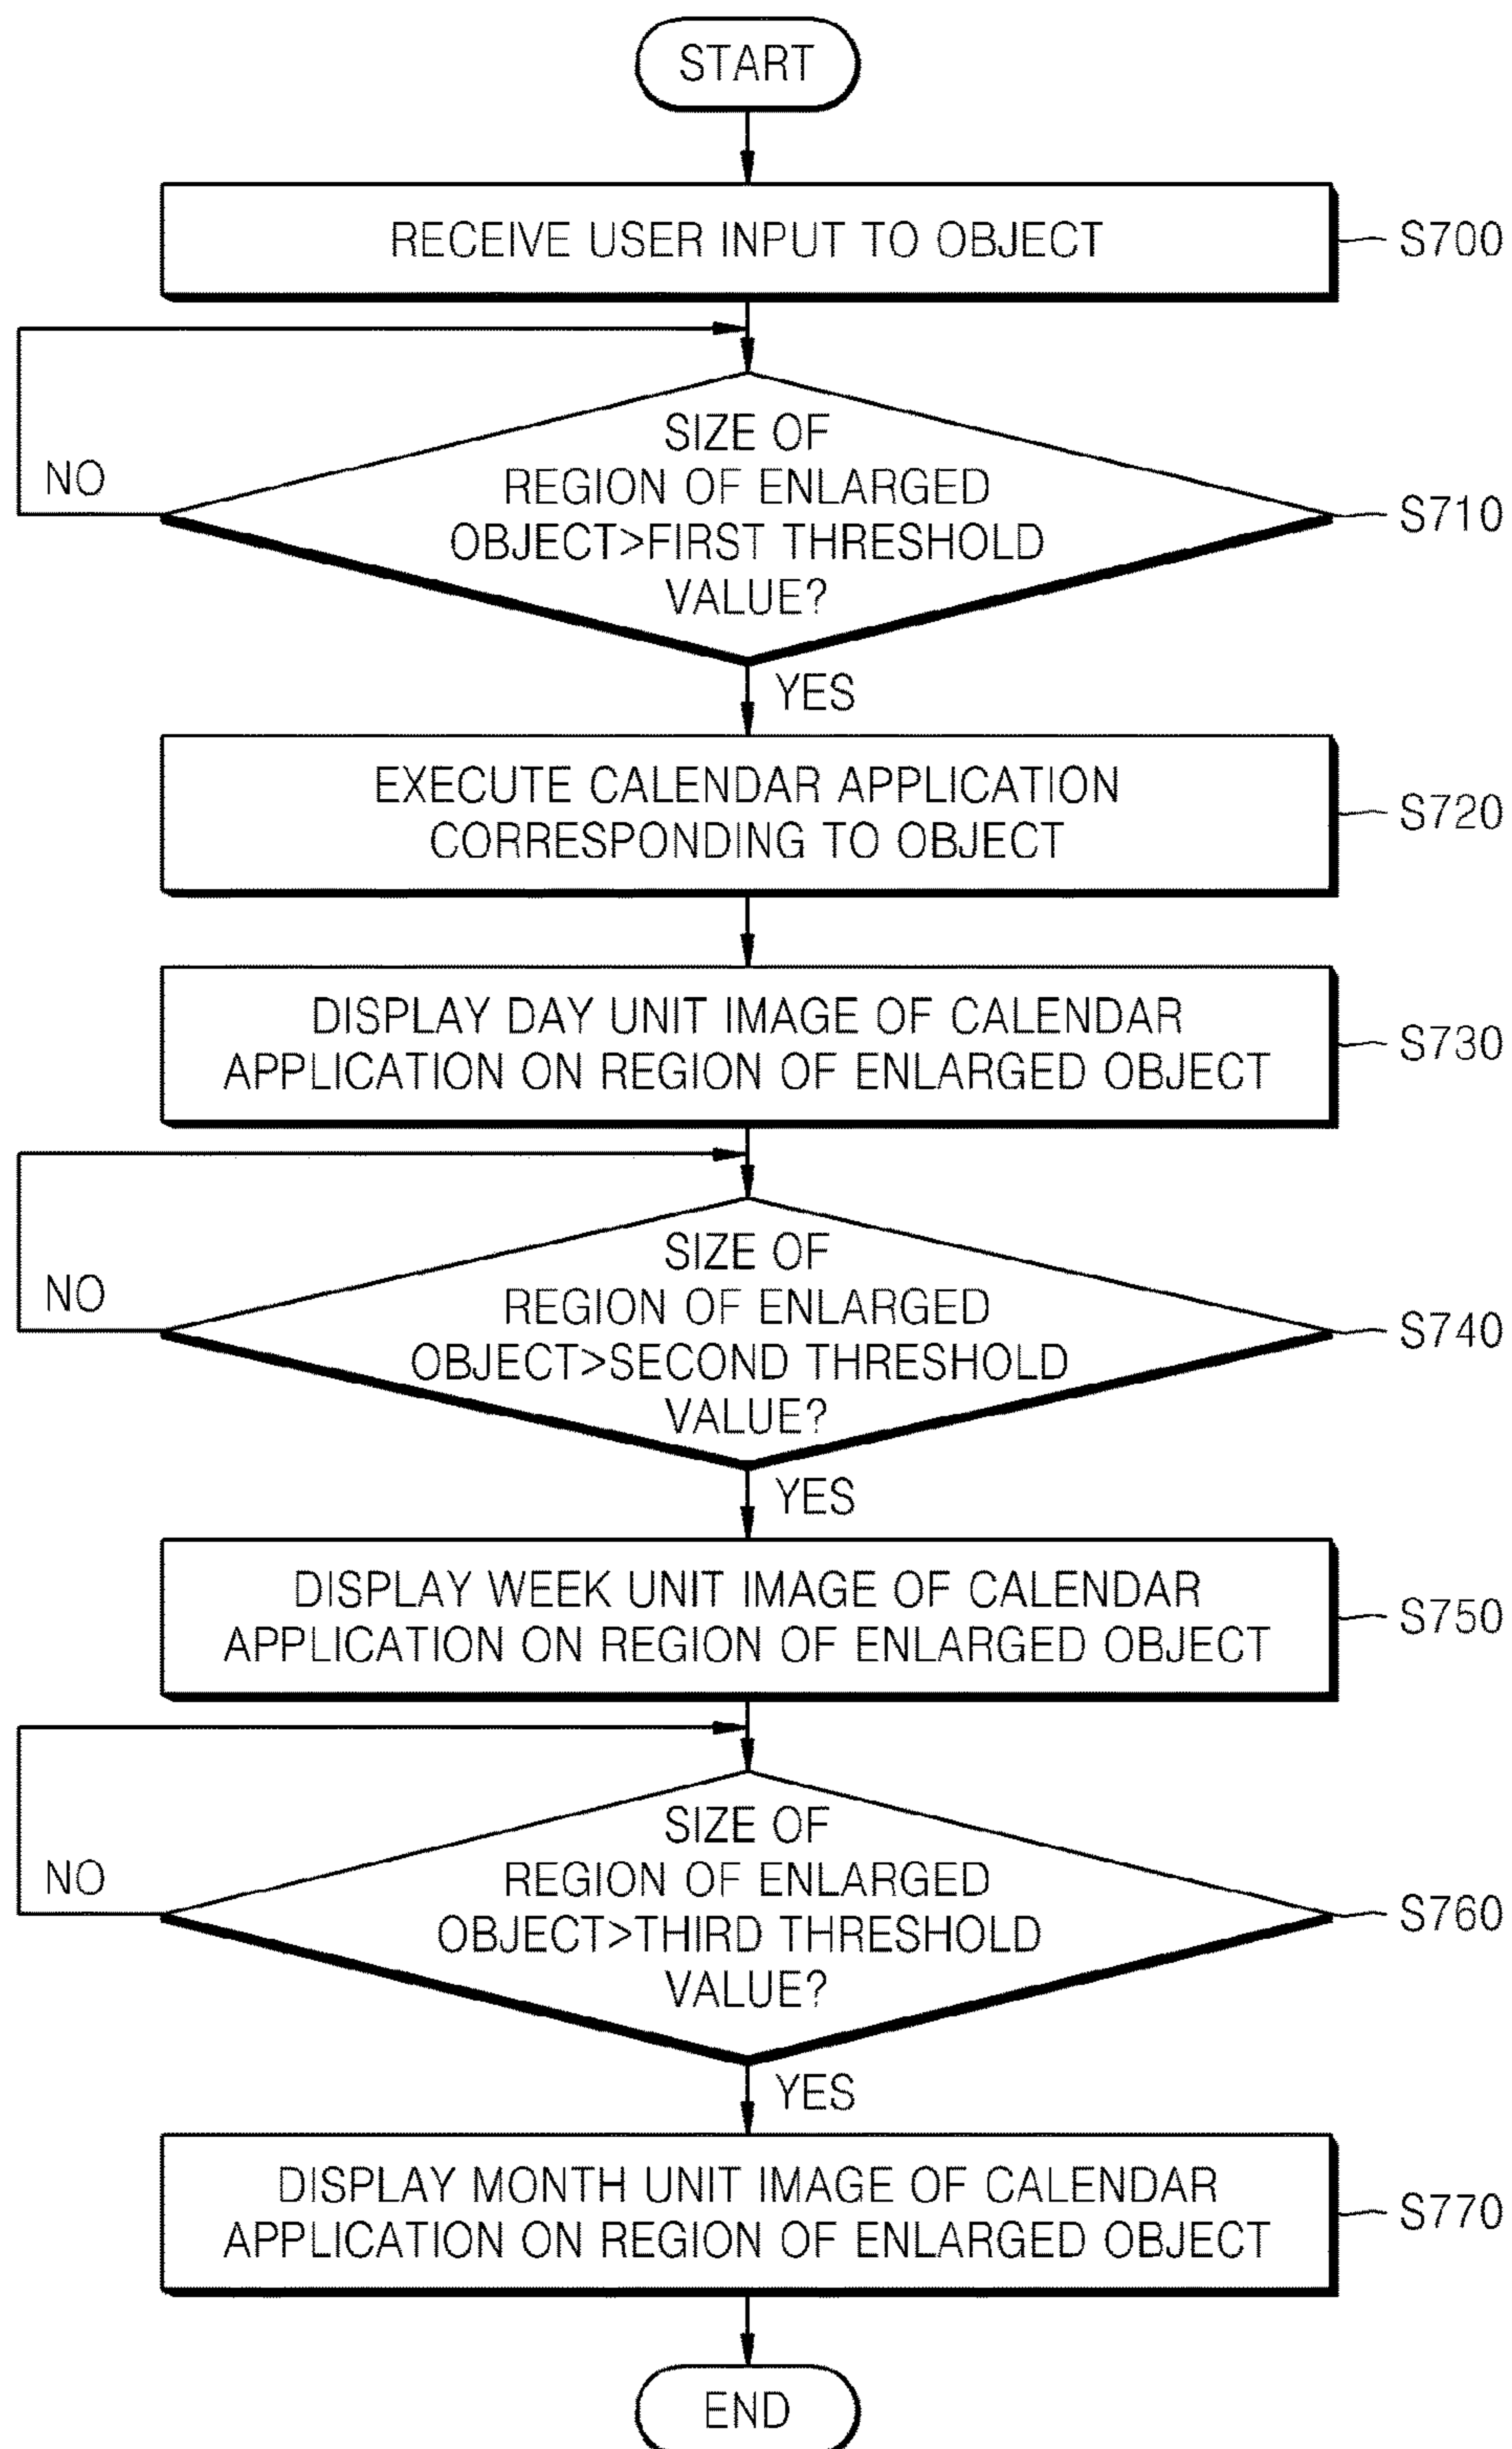 START
RECEIVE USER INPUT TO OBJECT
S700
SIZE OF
REGION OF ENLARGED
OBJECT>FIRST THRESHOLD
VALUE?
NO
S710
YES
EXECUTE CALENDAR APPLICATION
CORRESPONDING TO OBJECT
S720
DISPLAY DAY UNIT IMAGE OF CALENDAR
APPLICATION ON REGION OF ENLARGED OBJECT
S730
SIZE OF
REGION OF ENLARGED
OBJECT>SECOND THRESHOLD
VALUE?
NO
S740
YES
DISPLAY WEEK UNIT IMAGE OF CALENDAR
APPLICATION ON REGION OF ENLARGED OBJECT
S750
SIZE OF
REGION OF ENLARGED
OBJECT>THIRD THRESHOLD
VALUE?
NO
S760
YES
DISPLAY MONTH UNIT IMAGE OF CALENDAR
APPLICATION ON REGION OF ENLARGED OBJECT
S770
END